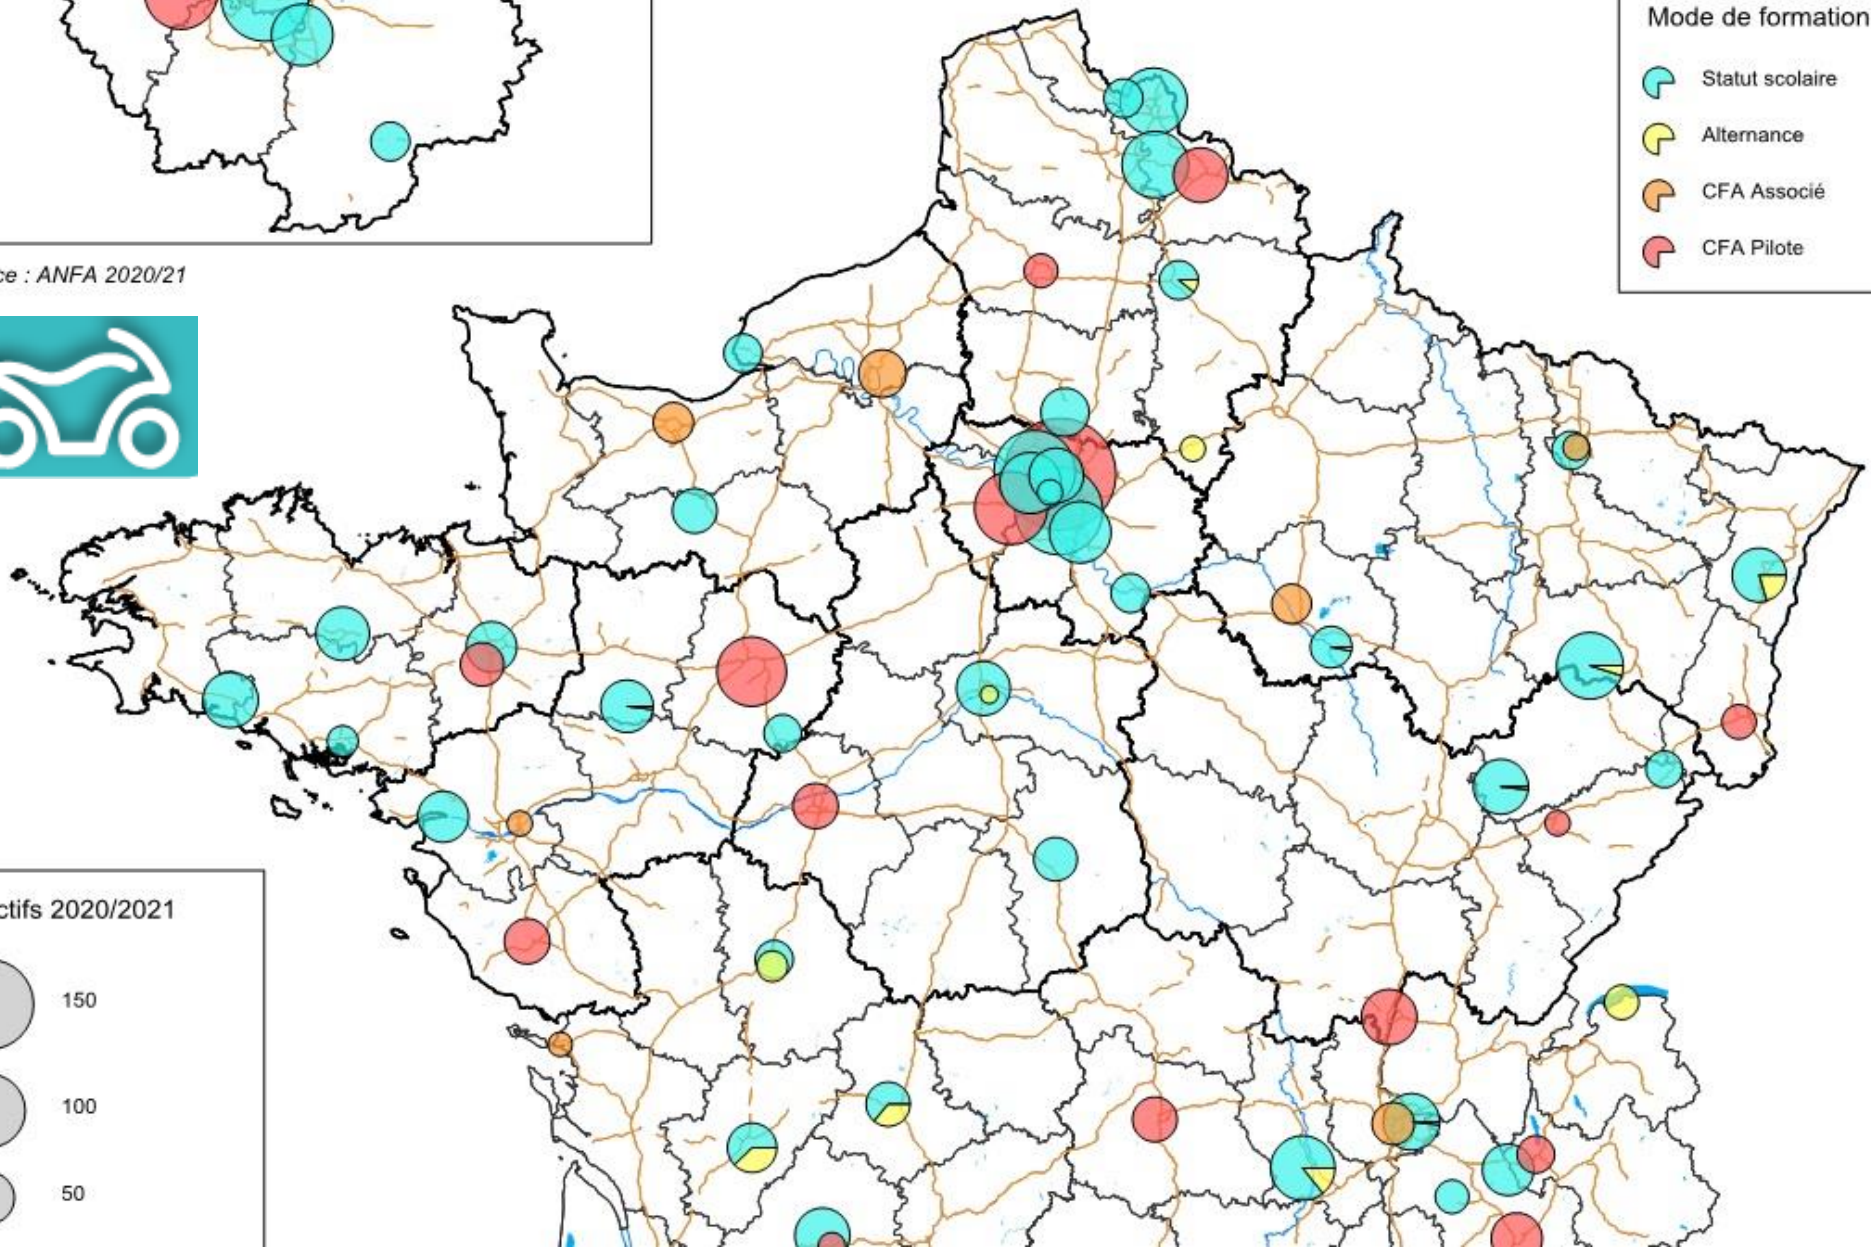 Mode de formation
Statut scolaire
Alternance
CFA Associé
CFA Pilote
ce : ANFA 2020/21
ctifs 2020/2021
150
100
50